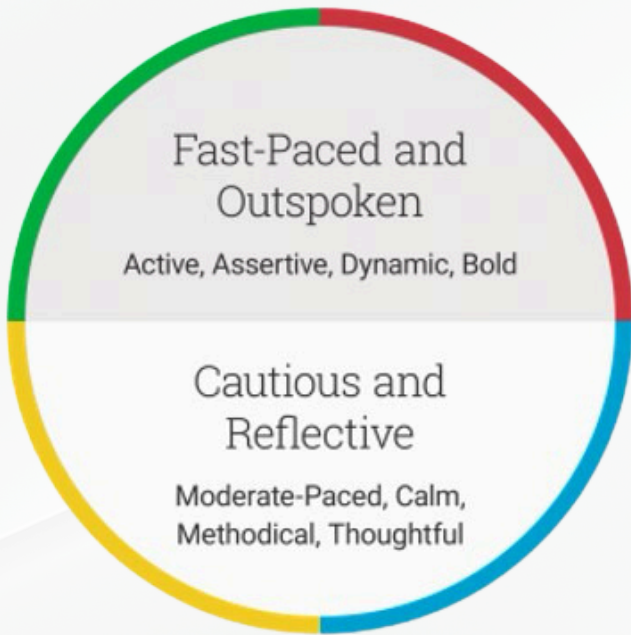 Fast-Paced and
Outspoken
Active, Assertive, Dynamic, Bold
Cautious and
Reflective
Moderate-Paced, Calm,
Methodical, Thoughtful